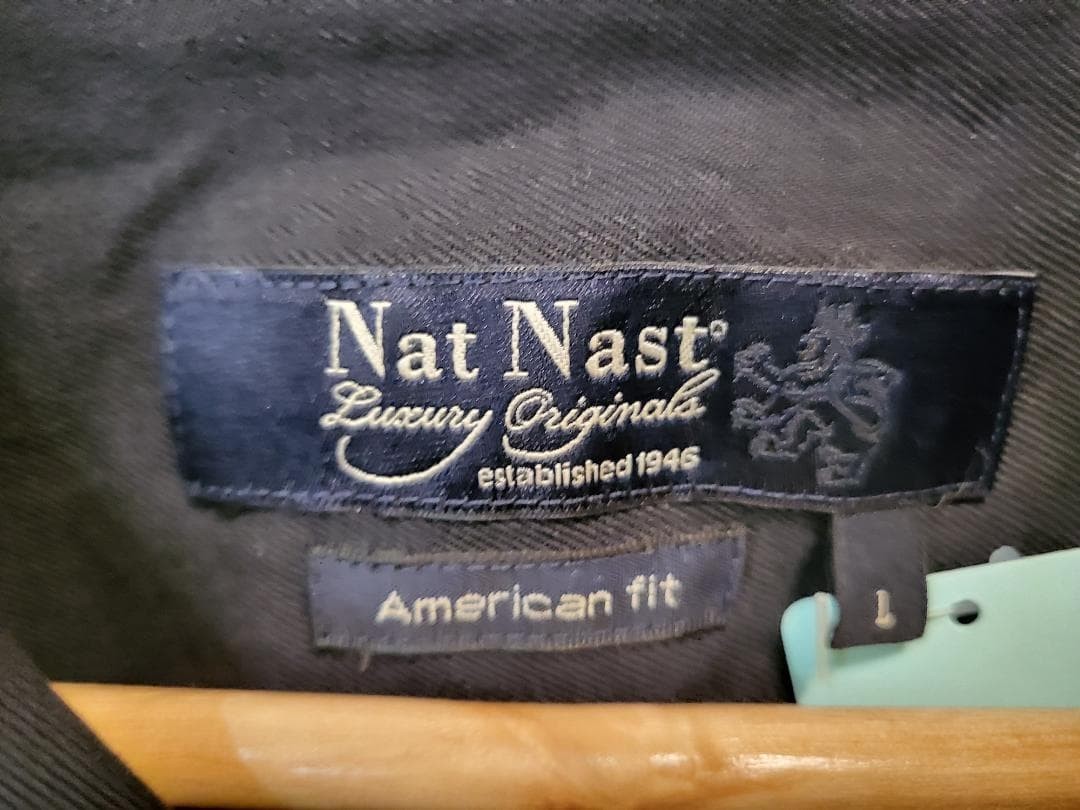 Nat Nast®
Luxury Originals
established 1946
American fit
L